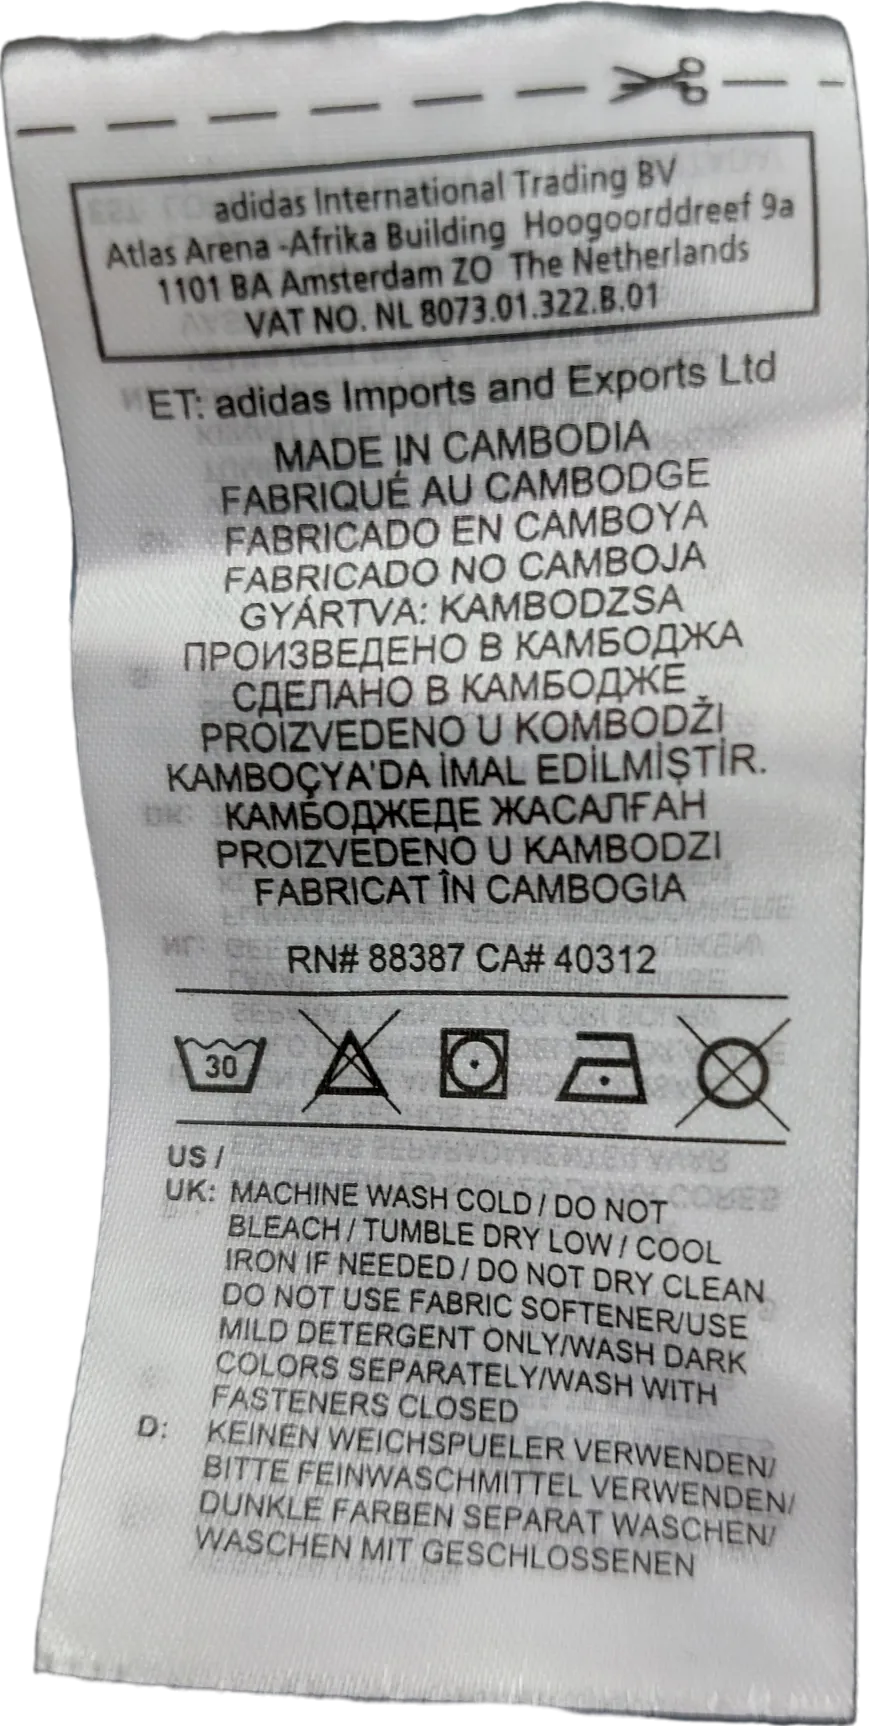 adidas International Trading BV
Atlas Arena -Afrika Building Hoogoorddreef 9a
1101 BA Amsterdam ZO The Netherlands
VAT NO. NL 8073.01.322.B.01
ET: adidas Imports and Exports Ltd
MADE IN CAMBODIA
FABRIQUÉ AU CAMBODGE
FABRICADO EN CAMBOYA
FABRICADO NO CAMBOJA
GYÁRTVA: KAMBODZSA
ПРОИЗВЕДЕНО В КАМБОДЖА
СДЕЛАНО В КАМБОДЖЕ
PROIZVEDENO U KOMBODŽI
KAMBOÇYA'DA İMAL EDİLMİŞTİR.
КАМБОДЖЕДЕ ЖАСАЛҒАН
PROIZVEDENO U KAMBODZI
FABRICAT ÎN CAMBOGIA
RN# 88387 CA# 40312
30
US /
UK: MACHINE WASH COLD / DO NOT
BLEACH / TUMBLE DRY LOW / COOL
IRON IF NEEDED / DO NOT DRY CLEAN
DO NOT USE FABRIC SOFTENER/USE
MILD DETERGENT ONLY/WASH DARK
COLORS SEPARATELY/WASH WITH
FASTENERS CLOSED
D: KEINEN WEICHSPUELER VERWENDEN/
BITTE FEINWASCHMITTEL VERWENDEN/
DUNKLE FARBEN SEPARAT WASCHEN/
WASCHEN MIT GESCHLOSSENEN